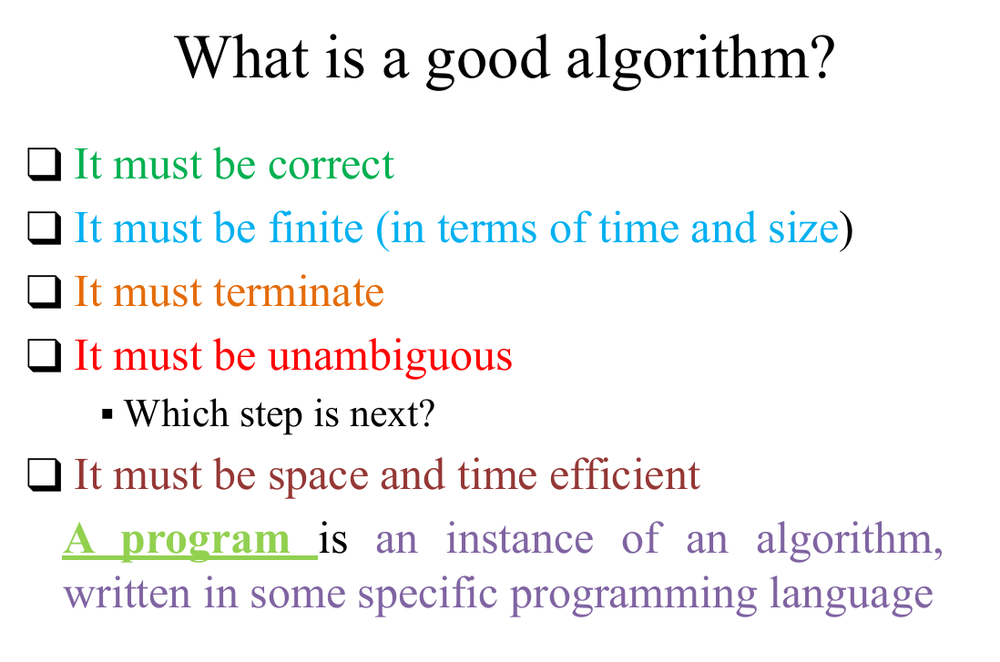 What is a good algorithm?
❑ It must be correct
❑ It must be finite (in terms of time and size)
❑ It must terminate
❑ It must be unambiguous
▪ Which step is next?
❑ It must be space and time efficient
A program is an instance of an algorithm,
written in some specific programming language